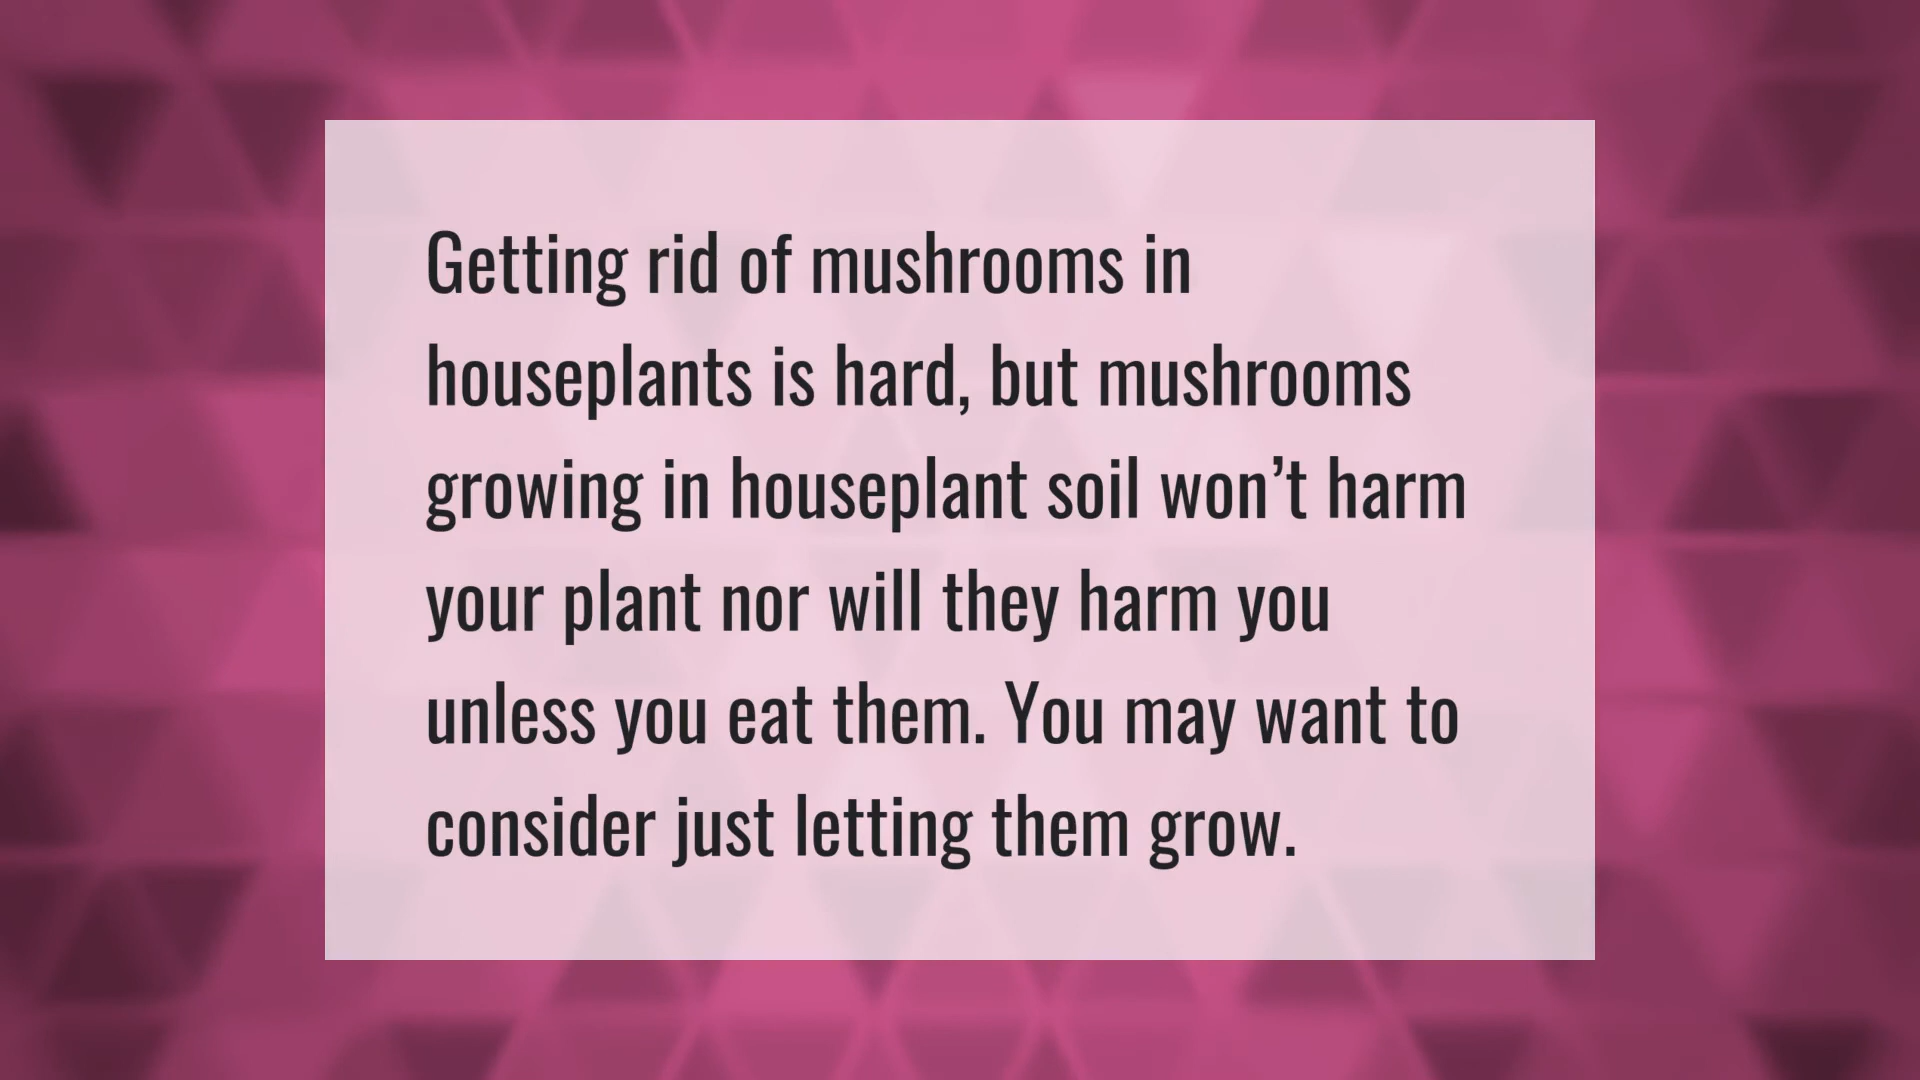 Getting rid of mushrooms in
houseplants is hard, but mushrooms
growing in houseplant soil won’t harm
your plant nor will they harm you
unless you eat them. You may want to
consider just letting them grow.